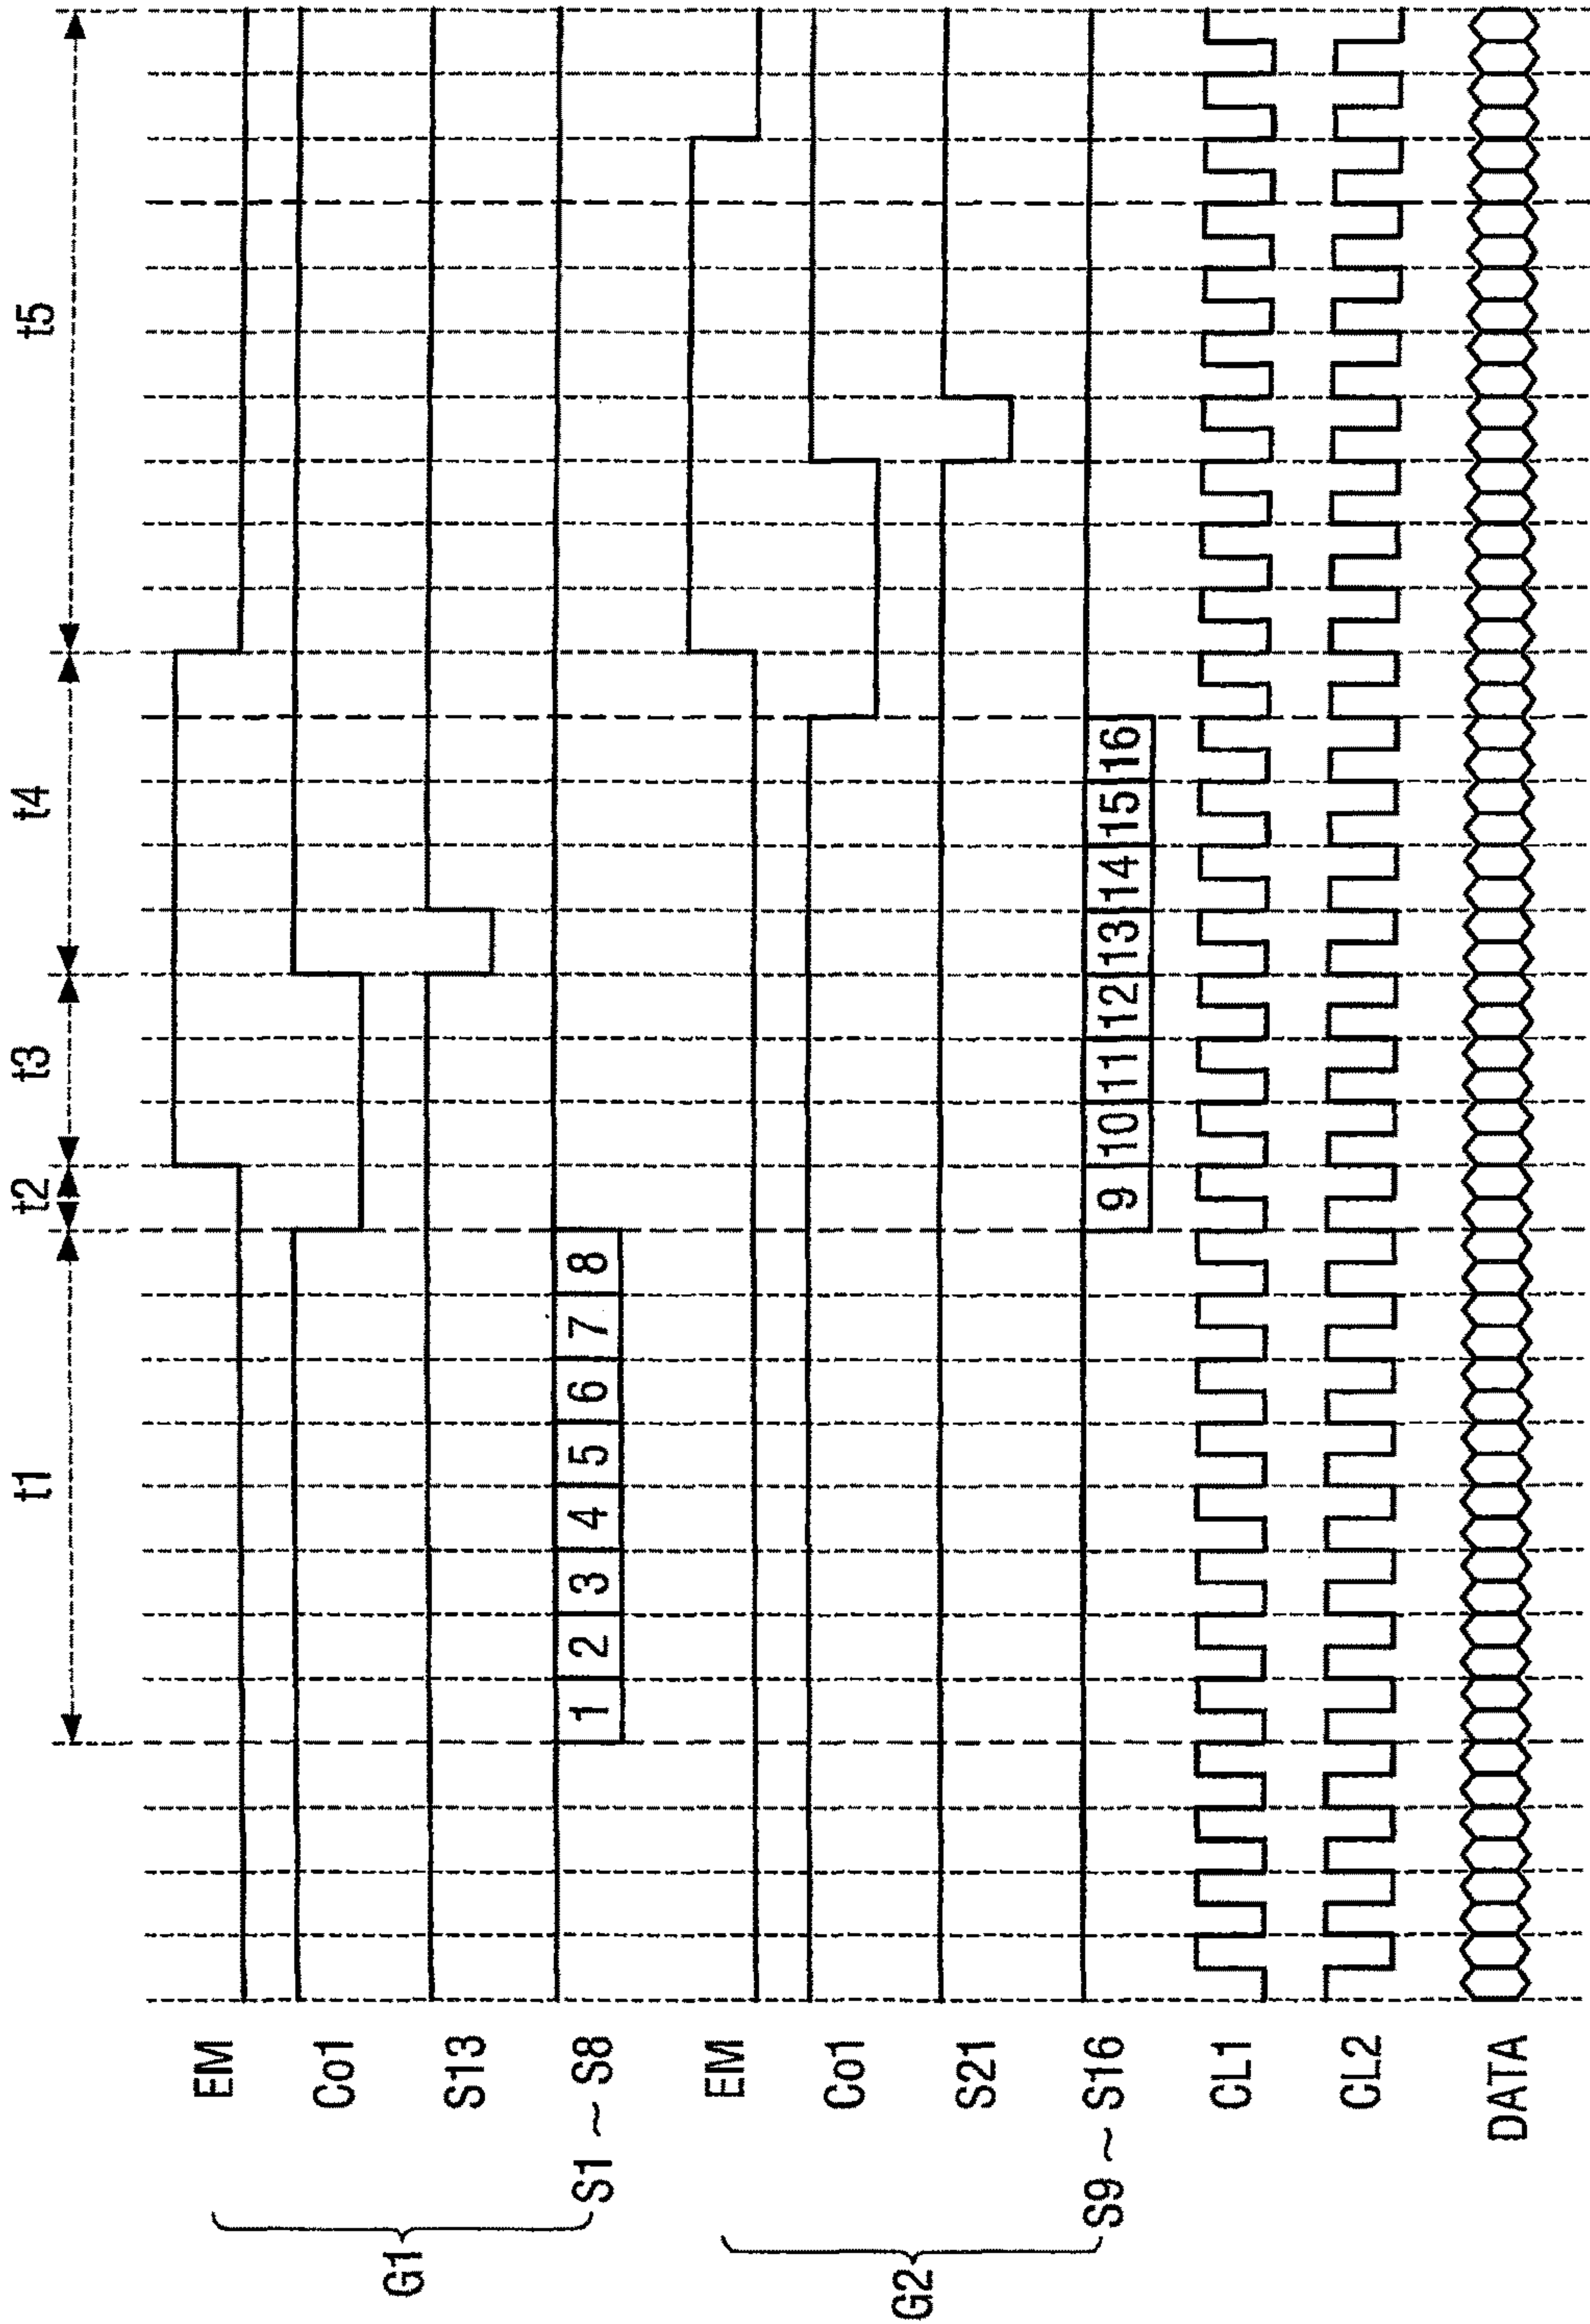 t1 t2 t3 t4 t5
G1
EM
Co1
S13
S1 ~ S8 1 2 3 4 5 6 7 8
G2
EM
Co1
S21
S9 ~ S16 9 10 11 12 13 14 15 16
CL1
CL2
DATA